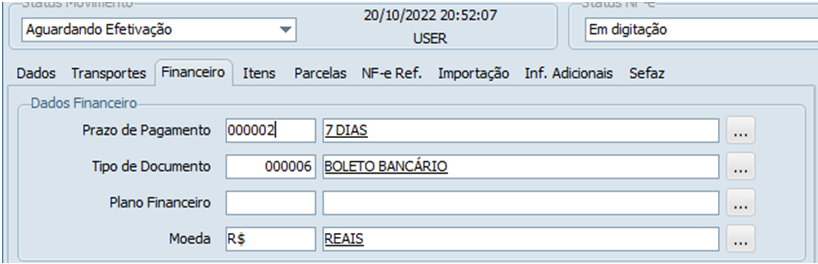 Status Movimento
Status NF-e
20/10/2022 20:52:07
Aguardando Efetivação
USER
Em digitação
Dados Transportes Financeiro Itens Parcelas NF-e Ref. Importação Inf. Adicionais Sefaz
Dados Financeiro
Prazo de Pagamento 000002 7 DIAS ...
Tipo de Documento 000006 BOLETO BANCÁRIO ...
Plano Financeiro ...
Moeda R$ REAIS ...